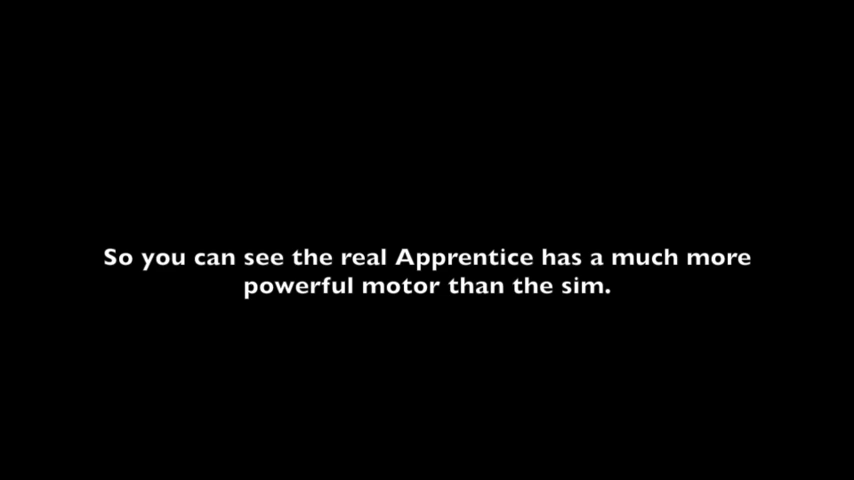 So you can see the real Apprentice has a much more
powerful motor than the sim.